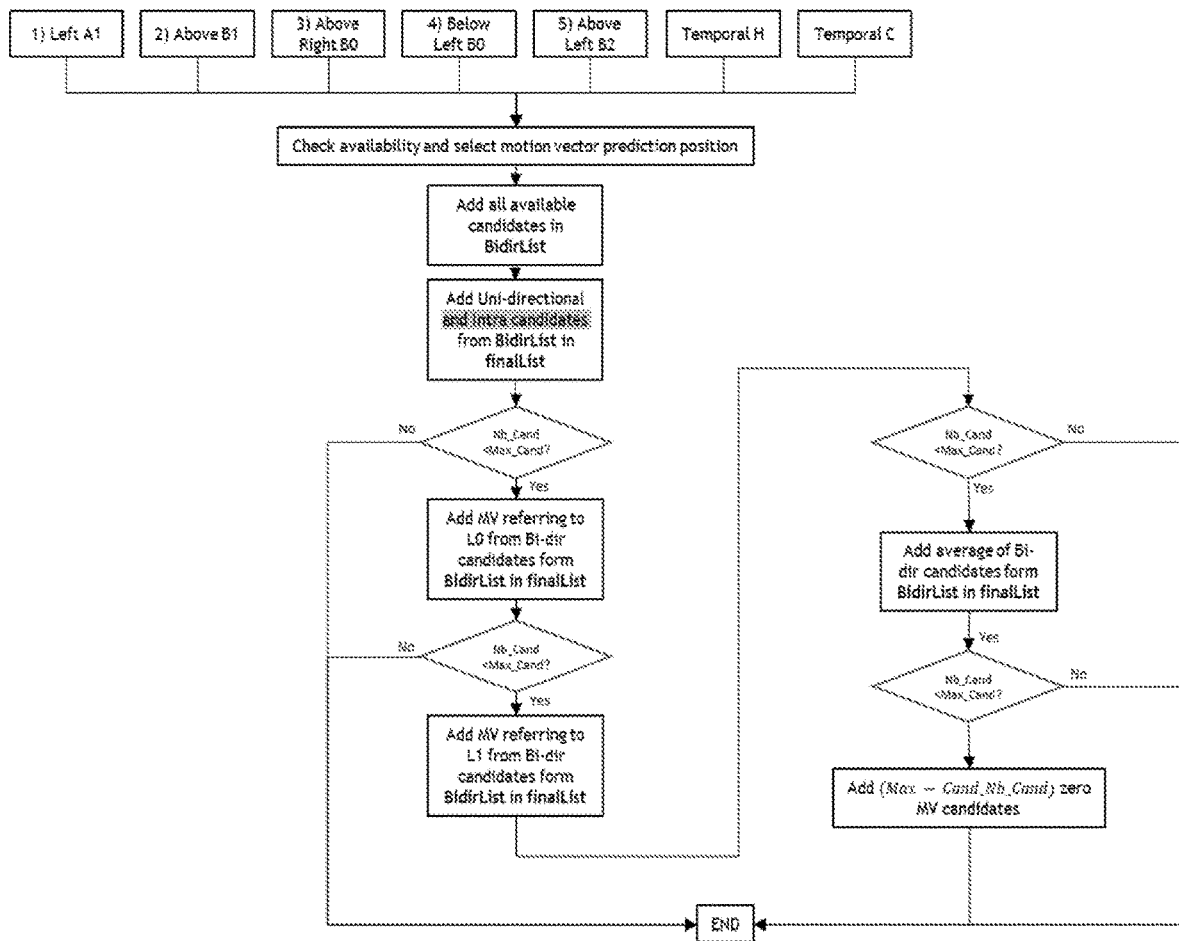 1) Left A1
2) Above B1
3) Above
Right B0
4) Below
Left B0
5) Above
Left B2
Temporal H
Temporal C
Check availability and select motion vector prediction position
Add all available
candidates in
BidirList
Add Uni-directional
and Intra candidates
from BidirList in
finalList
No
Nb_Cand
<Max_Cand?
Yes
Add MV referring to
L0 from Bi-dir
candidates form
BidirList in finalList
No
Nb_Cand
<Max_Cand?
Yes
Add MV referring to
L1 from Bi-dir
candidates form
BidirList in finalList
Nb_Cand
<Max_Cand?
No
Yes
Add average of Bi-
dir candidates form
BidirList in finalList
Yes
Nb_Cand
<Max_Cand?
No
Add (Max − Cand_Nb_Cand) zero
MV candidates
END